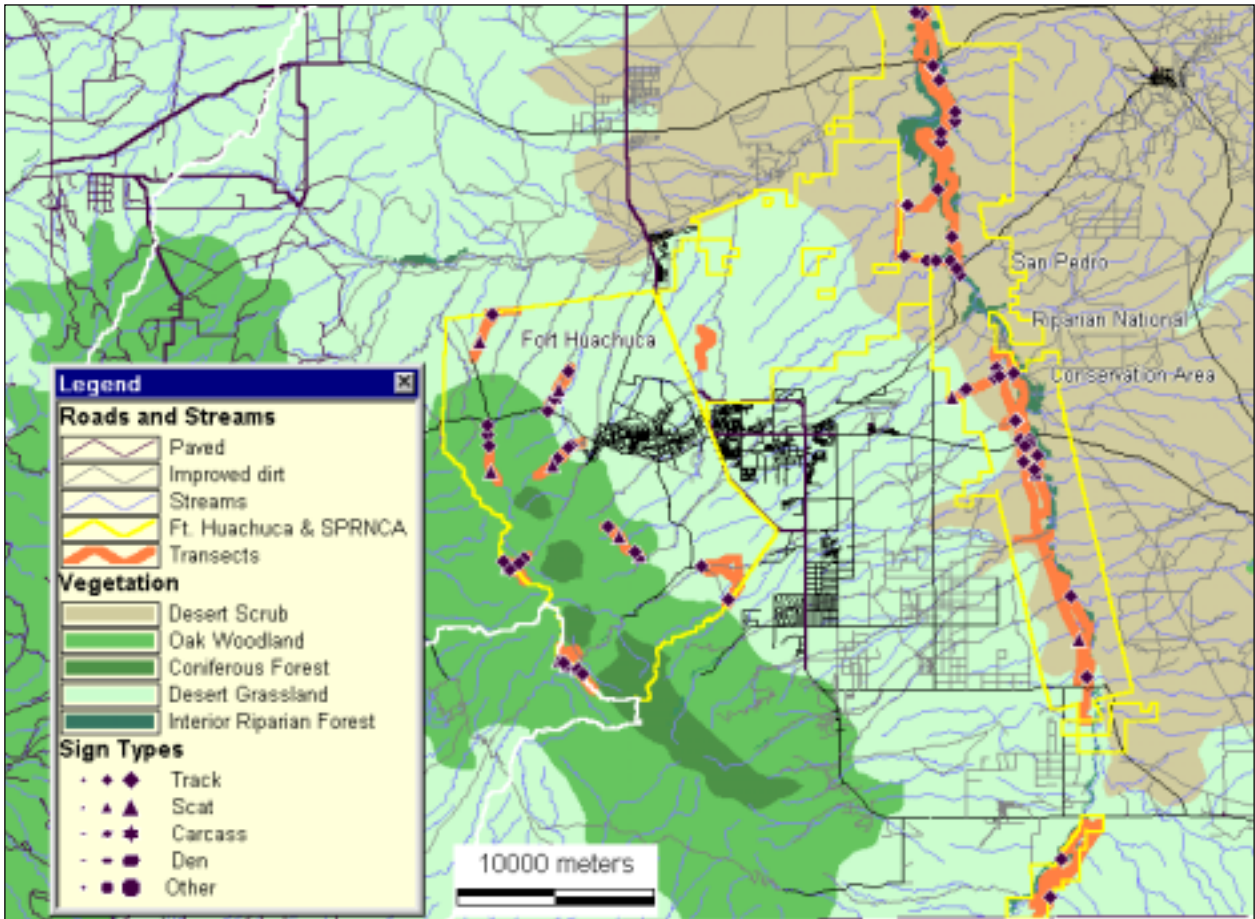 San Pedro
Riparian National
Conservation Area
Fort Huachuca
Legend
Roads and Streams
Paved
Improved dirt
Streams
Ft. Huachuca & SPRNCA
Transects
Vegetation
Desert Scrub
Oak Woodland
Coniferous Forest
Desert Grassland
Interior Riparian Forest
Sign Types
Track
Scat
Carcass
Den
Other
10000 meters